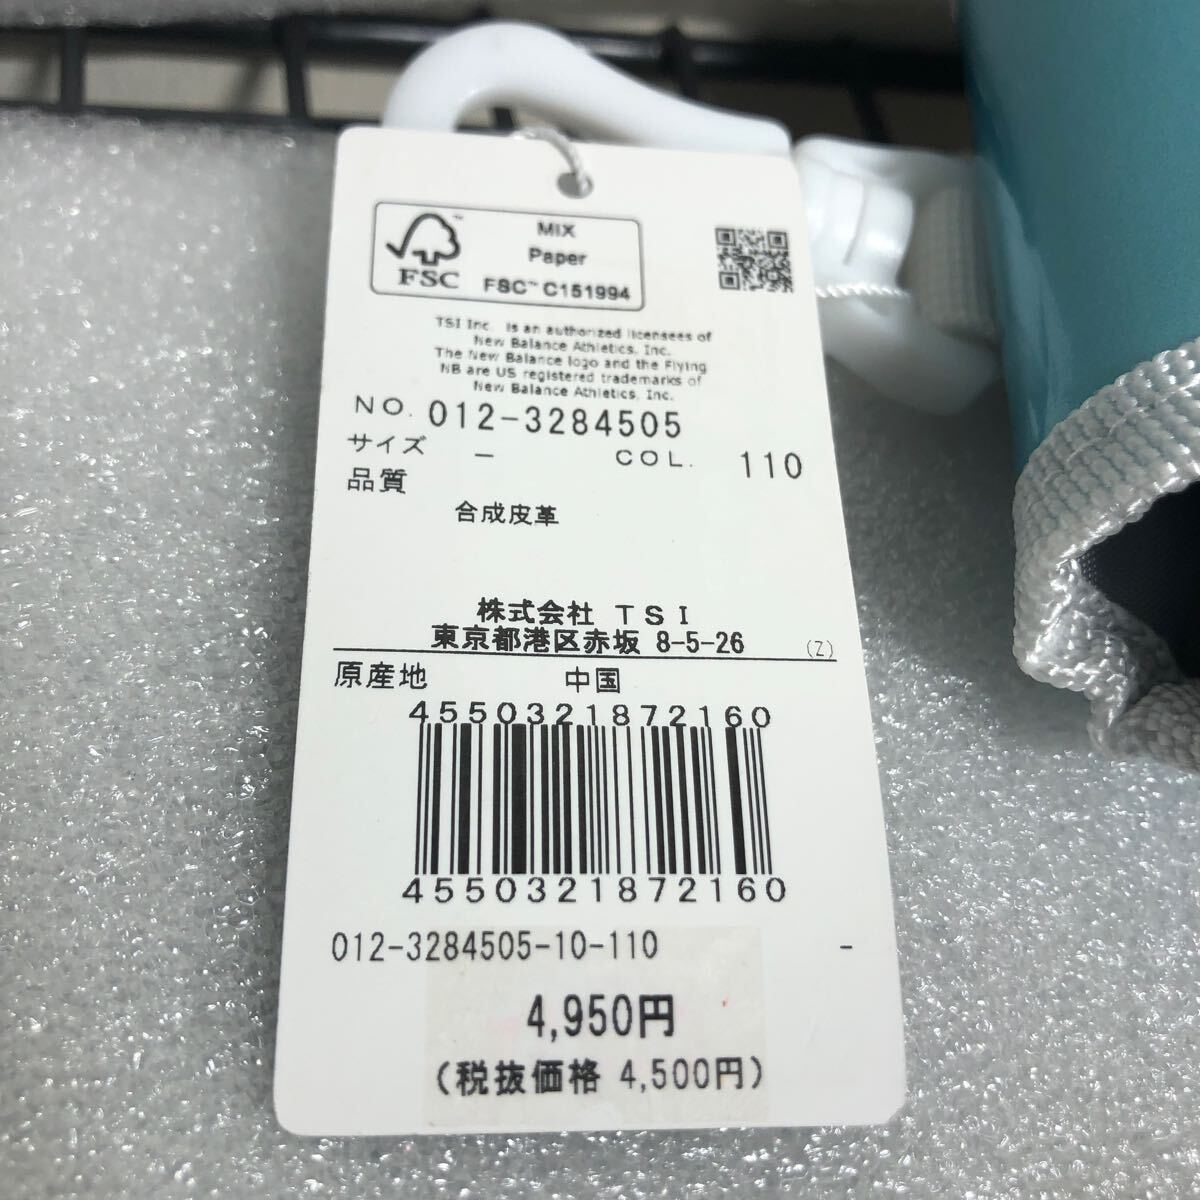 FSC
MIX
Paper
FSC™ C151994
TSI Inc. is an authorized licensees of
New Balance Athletics, Inc.
The New Balance logo and the Flying
NB are US registered trademarks of
New Balance Athletics, Inc.
NO. 012-3284505
サイズ - COL. 110
品質
合成皮革
株式会社 TSI
東京都港区赤坂 8-5-26 (Z)
原産地 中国
4550321872160
4550321872160
012-3284505-10-110 -
4,950円
(税抜価格 4,500円)